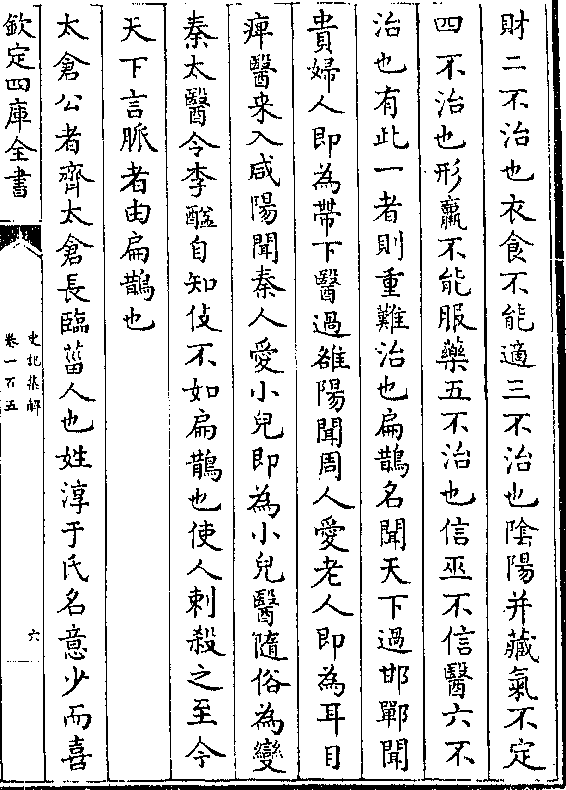 財二不治也衣食不能適三不治也陰陽并藏氣不定
四不治也形羸不能服藥五不治也信巫不信醫六不
治也有此一者則重難治也扁鵲名聞天下過邯鄲聞
貴婦人即為帶下醫過雒陽聞周人愛老人即為耳目
痺醫来入咸陽聞秦人愛小兒即為小兒醫隨俗為變
秦太醫令李醯自知伎不如扁鵲也使人刺殺之至今
天下言脈者由扁鵲也
太倉公者齊太倉長臨菑人也姓淳于氏名意少而喜
欽定四庫全書
史記集解
卷一百五
六